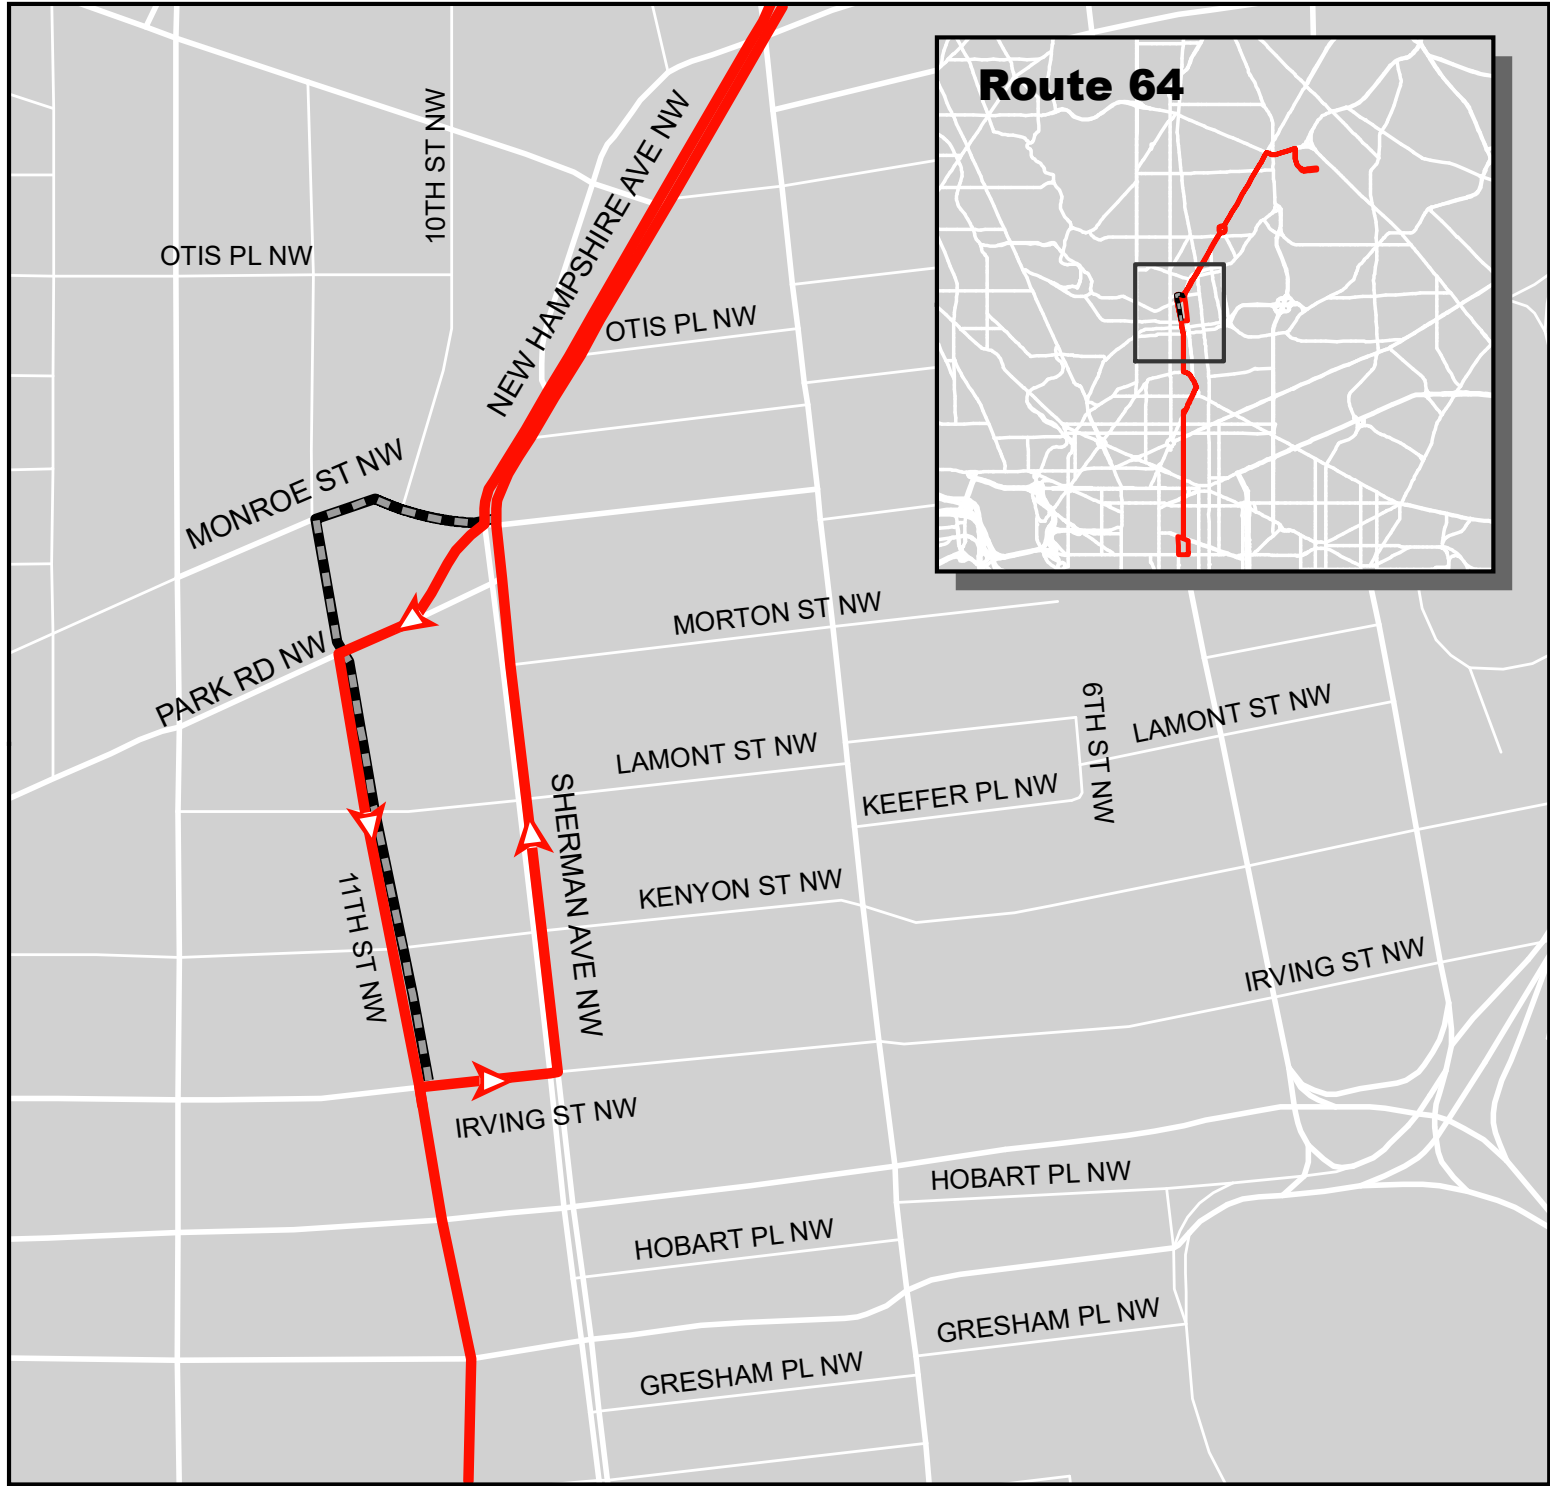 Route 64
10TH ST NW
NEW HAMPSHIRE AVE NW
OTIS PL NW
OTIS PL NW
MONROE ST NW
PARK RD NW
MORTON ST NW
LAMONT ST NW
6TH ST NW
LAMONT ST NW
KEEFER PL NW
SHERMAN AVE NW
11TH ST NW
KENYON ST NW
IRVING ST NW
IRVING ST NW
HOBART PL NW
HOBART PL NW
GRESHAM PL NW
GRESHAM PL NW